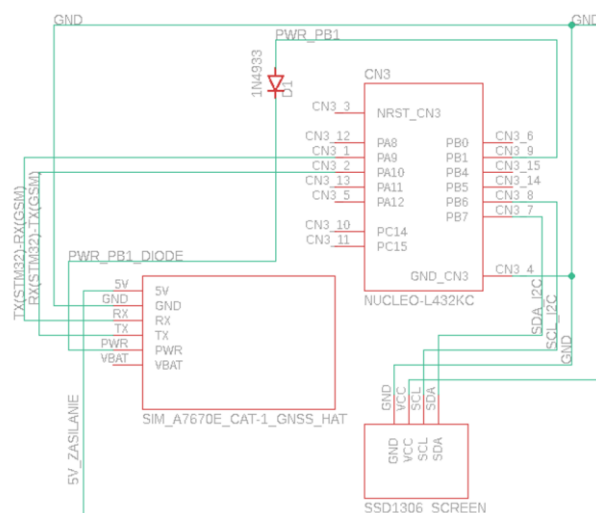 GND
GND
PWR_PB1
1N4933
D1
CN3
CN3_3
NRST_CN3
CN3_12
PA8
PB0
CN3_6
CN3_1
PA9
PB1
CN3_9
CN3_2
PA10
PB4
CN3_15
CN3_13
PA11
PB5
CN3_14
CN3_5
PA12
PB6
CN3_8
PB7
CN3_7
CN3_10
PC14
CN3_11
PC15
GND_CN3
CN3_4
NUCLEO-L432KC
TX(STM32)-RX(GSM)
RX(STM32)-TX(GSM)
PWR_PB1_DIODE
5V
5V
GND
GND
RX
RX
TX
TX
PWR
PWR
VBAT
VBAT
SIM_A7670E_CAT-1_GNSS_HAT
5V_ZASILANIE
SDA_I2C
SCL_I2C
GND
GND
VCC
SCL
SDA
GND
VCC
SCL
SDA
SSD1306_SCREEN